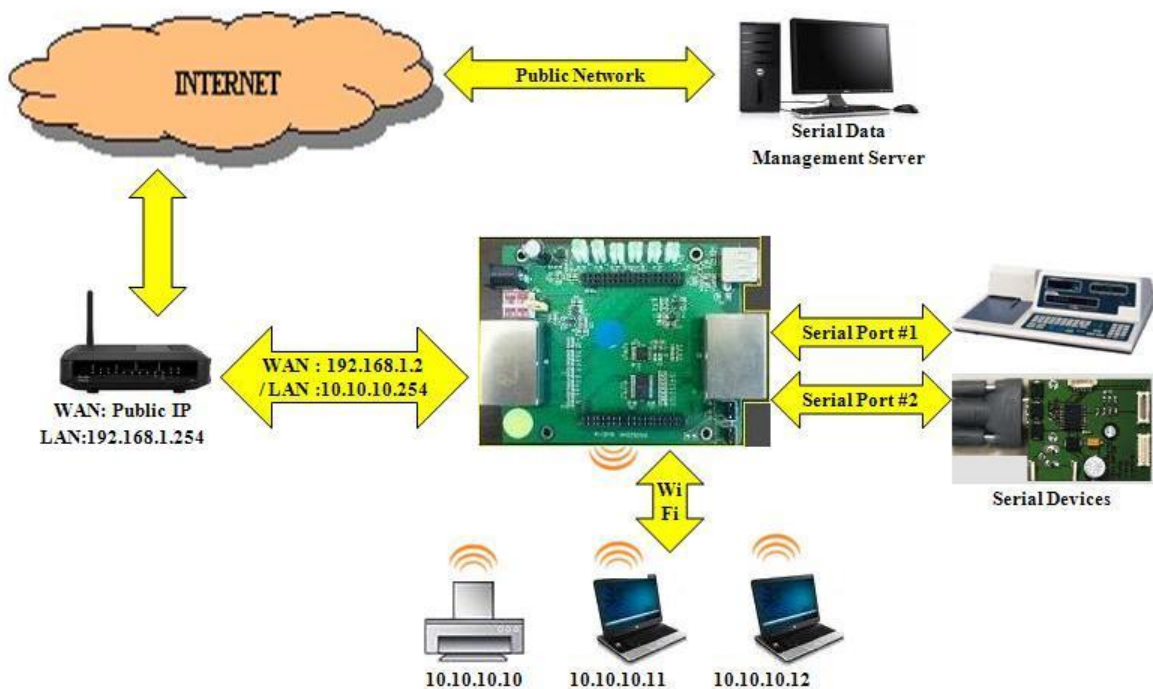 INTERNET
Public Network
Serial Data
Management Server
WAN : 192.168.1.2
/ LAN :10.10.10.254
Serial Port #1
Serial Port #2
WAN: Public IP
LAN:192.168.1.254
Wi
Fi
Serial Devices
10.10.10.10
10.10.10.11
10.10.10.12